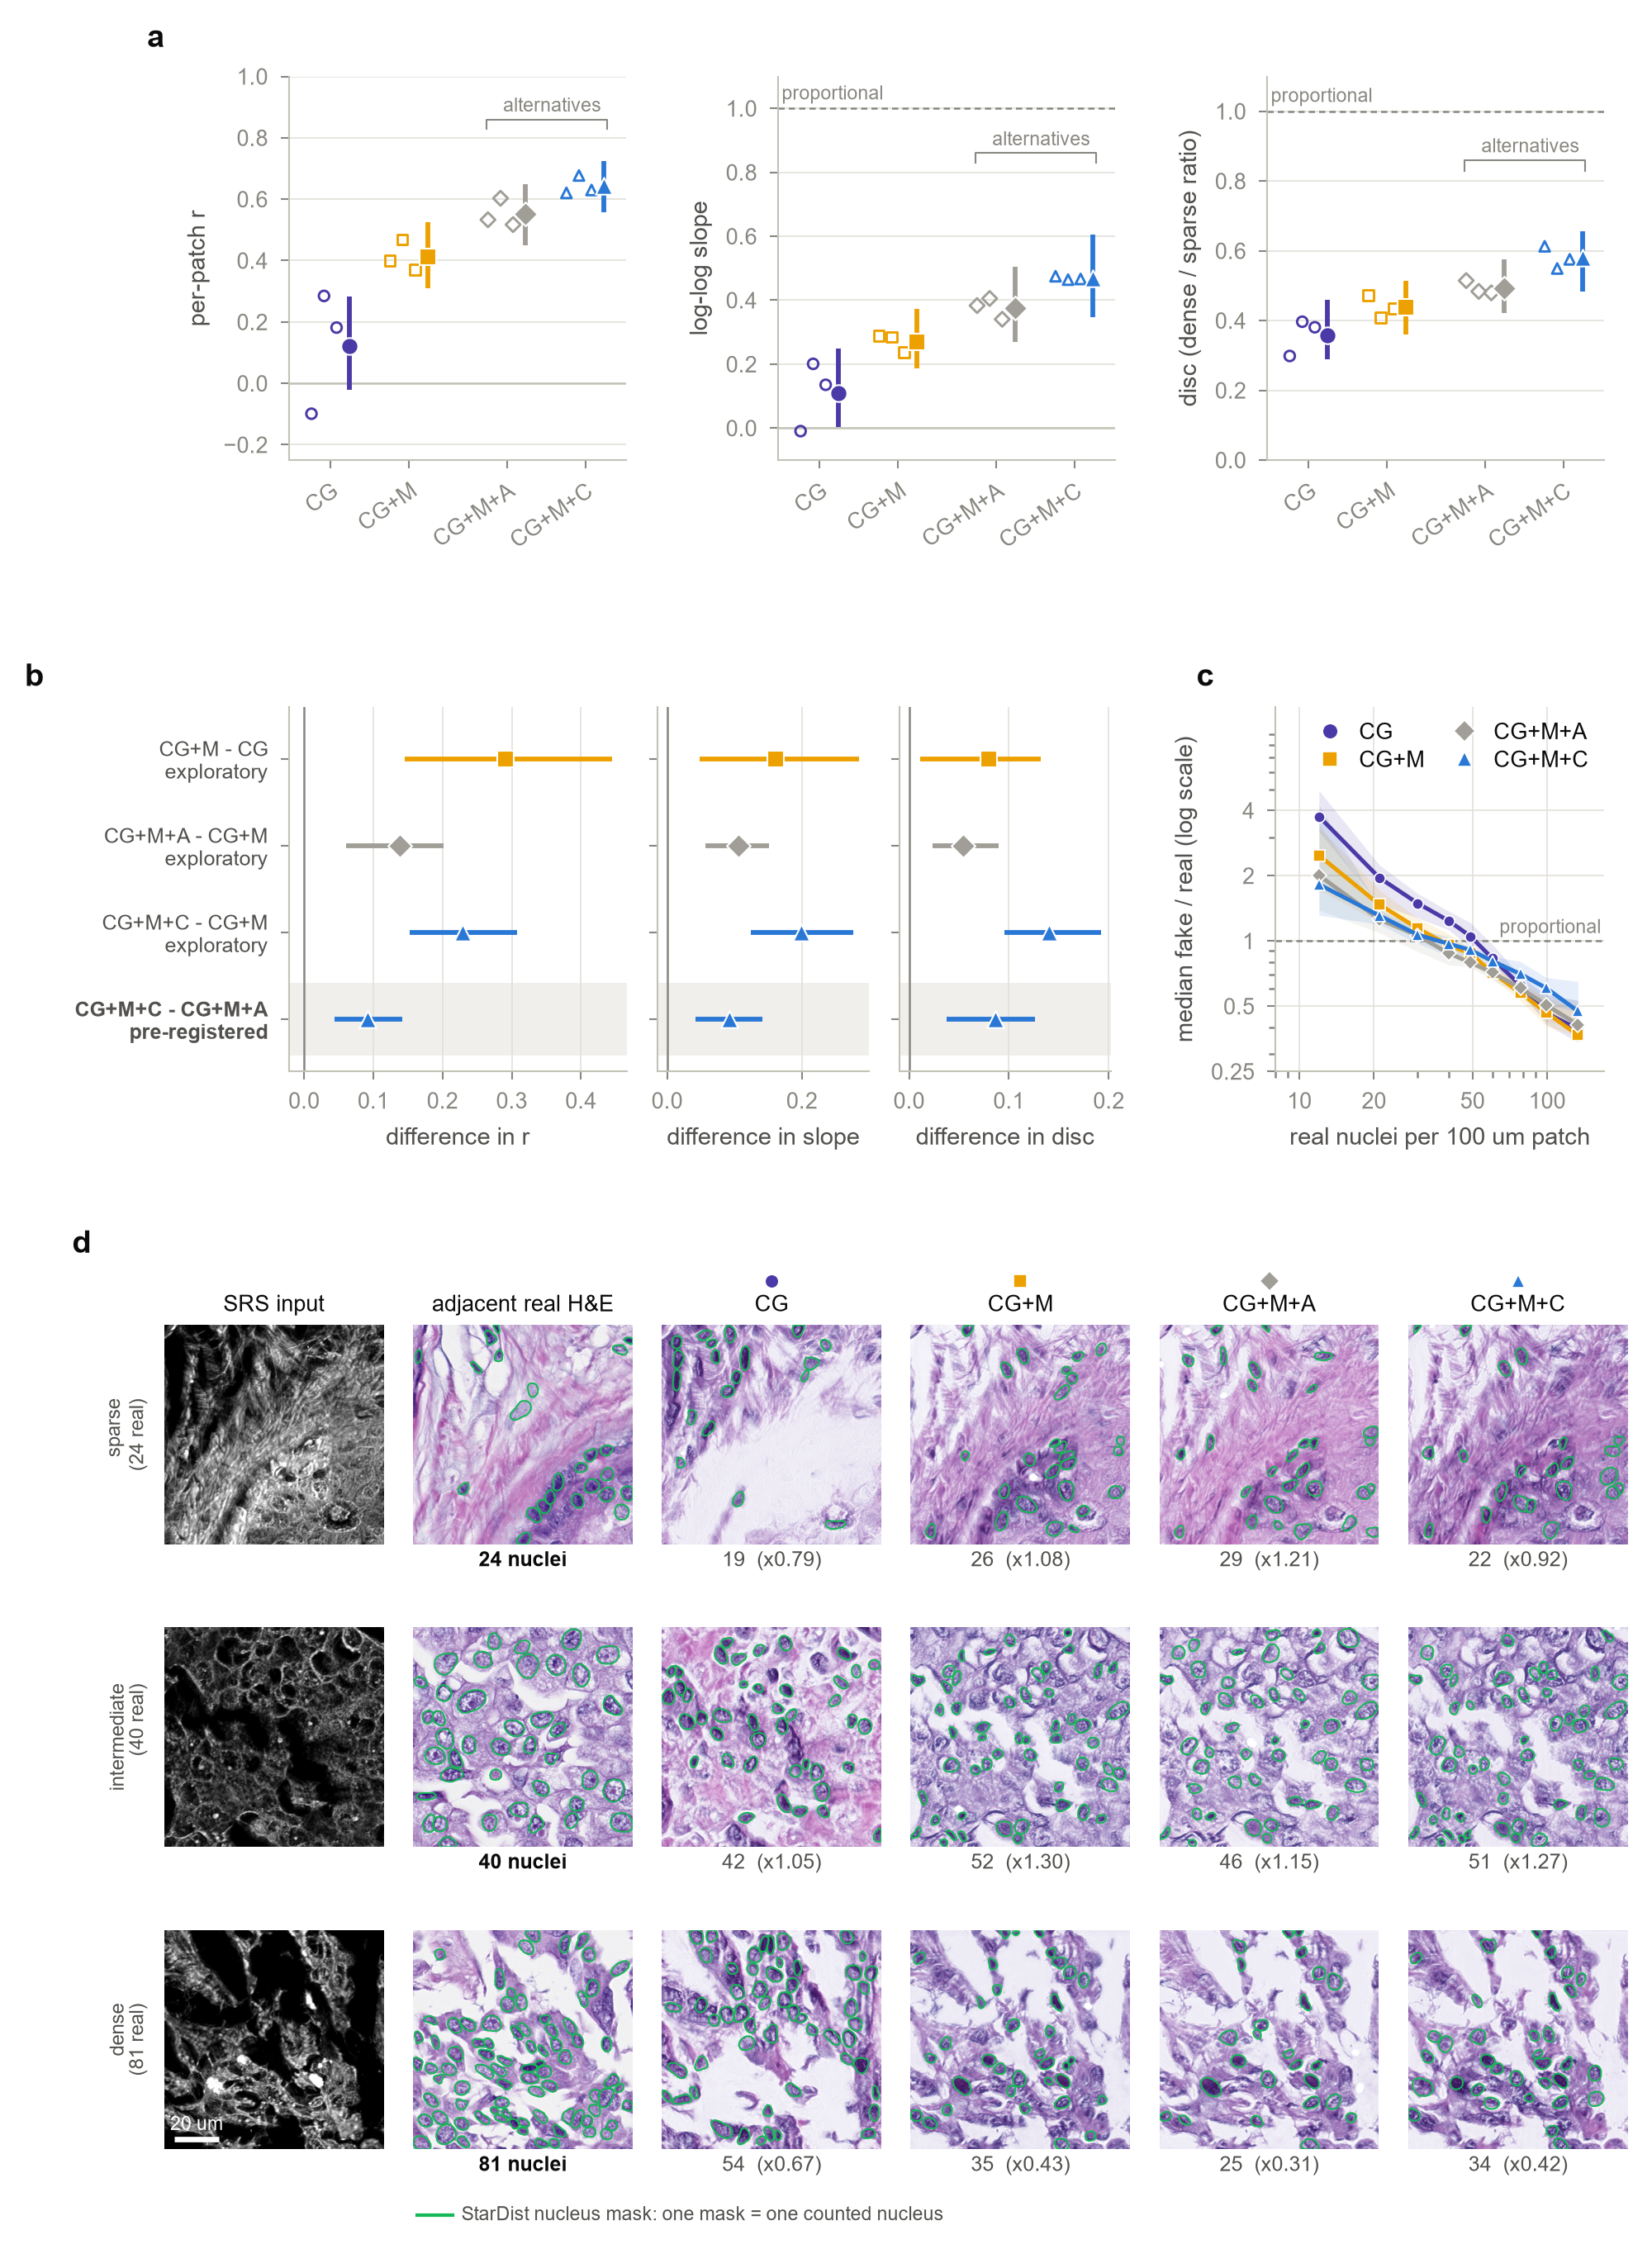 a
per-patch r
1.0
0.8
0.6
0.4
0.2
0.0
−0.2
alternatives
CG
CG+M
CG+M+A
CG+M+C
log-log slope
proportional
1.0
0.8
0.6
0.4
0.2
0.0
alternatives
CG
CG+M
CG+M+A
CG+M+C
disc (dense / sparse ratio)
proportional
1.0
0.8
0.6
0.4
0.2
0.0
alternatives
CG
CG+M
CG+M+A
CG+M+C
b
CG+M - CG
exploratory
CG+M+A - CG+M
exploratory
CG+M+C - CG+M
exploratory
CG+M+C - CG+M+A
pre-registered
0.0 0.1 0.2 0.3 0.4
difference in r
0.0 0.2
difference in slope
0.0 0.1 0.2
difference in disc
c
median fake / real (log scale)
CG
CG+M
CG+M+A
CG+M+C
4
2
1
0.5
0.25
proportional
10 20 50 100
real nuclei per 100 um patch
d
SRS input
adjacent real H&E
CG
CG+M
CG+M+A
CG+M+C
sparse
(24 real)
24 nuclei
19 (x0.79)
26 (x1.08)
29 (x1.21)
22 (x0.92)
intermediate
(40 real)
40 nuclei
42 (x1.05)
52 (x1.30)
46 (x1.15)
51 (x1.27)
dense
(81 real)
20 um
81 nuclei
54 (x0.67)
35 (x0.43)
25 (x0.31)
34 (x0.42)
StarDist nucleus mask: one mask = one counted nucleus